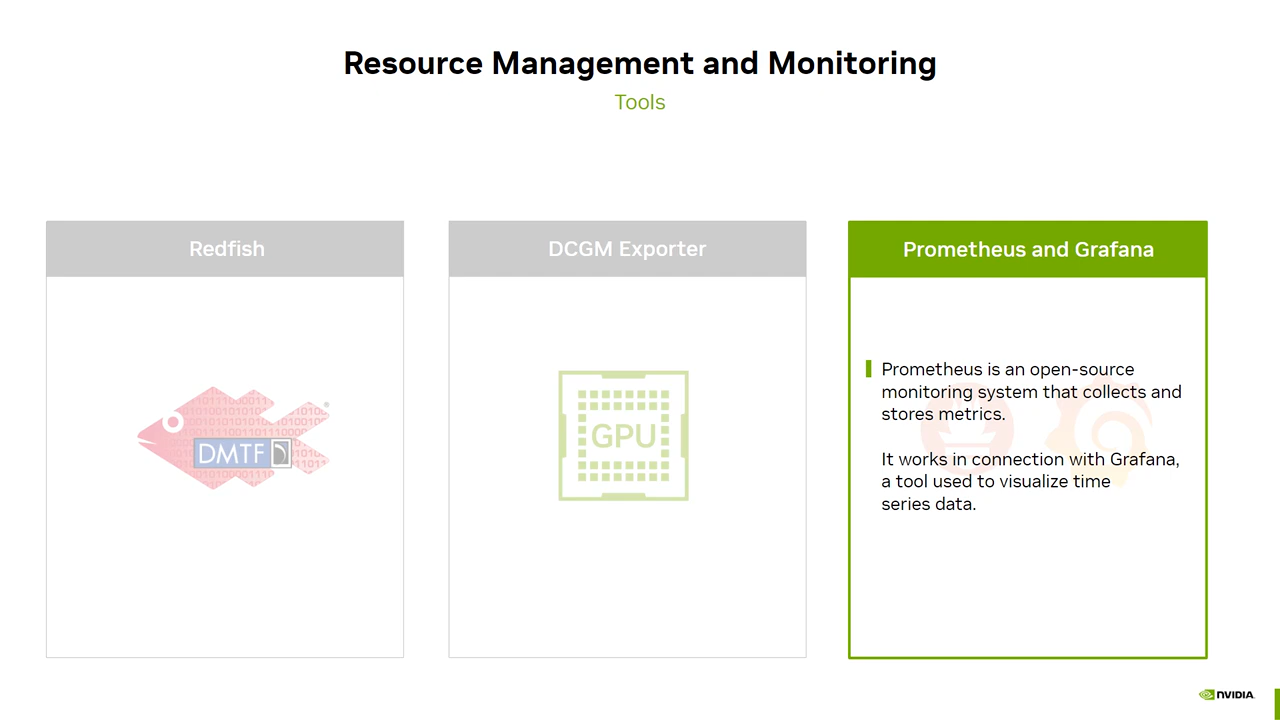 Resource Management and Monitoring
Tools
Redfish
DCGM Exporter
Prometheus and Grafana
DMTF
GPU
Prometheus is an open-source
monitoring system that collects and
stores metrics.
It works in connection with Grafana,
a tool used to visualize time
series data.
NVIDIA